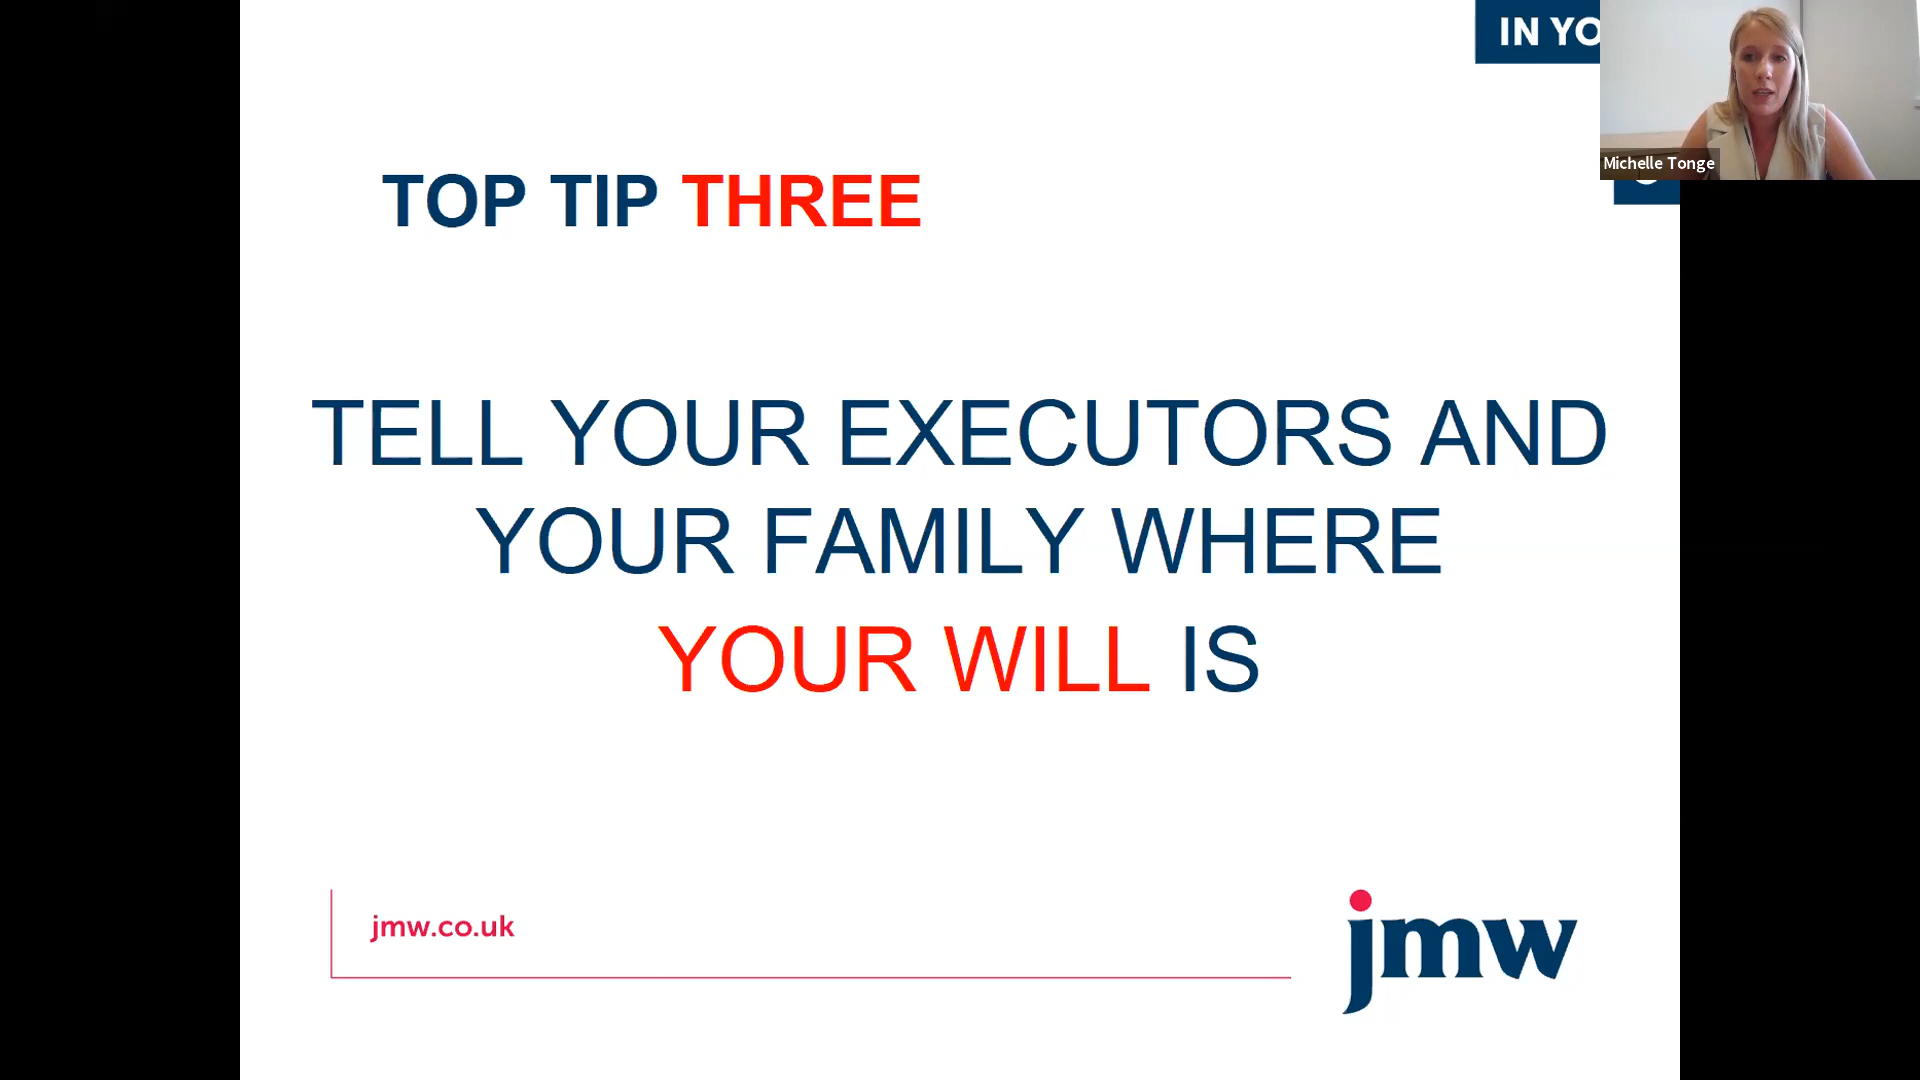 IN YO
Michelle Tonge
TOP TIP THREE
TELL YOUR EXECUTORS AND
YOUR FAMILY WHERE
YOUR WILL IS
jmw.co.uk
jmw